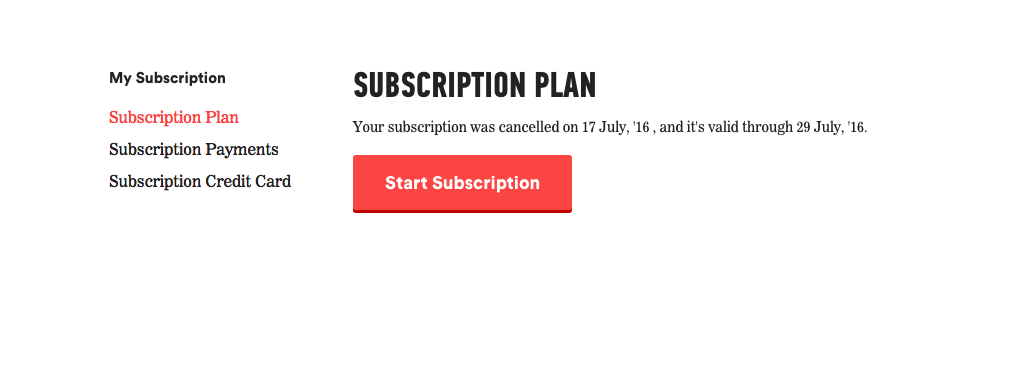 My Subscription
Subscription Plan
Subscription Payments
Subscription Credit Card
SUBSCRIPTION PLAN
Your subscription was cancelled on 17 July, '16 , and it's valid through 29 July, '16.
Start Subscription